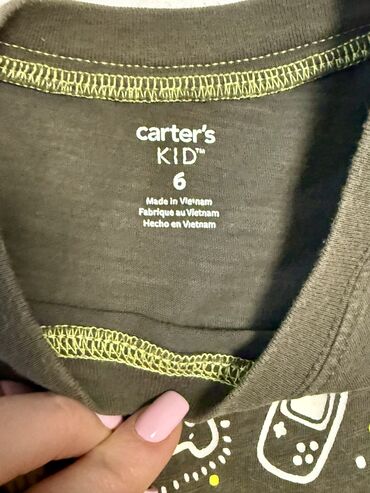 carter's
KID™
6
Made in Vietnam
Fabriqué au Vietnam
Hecho en Vietnam